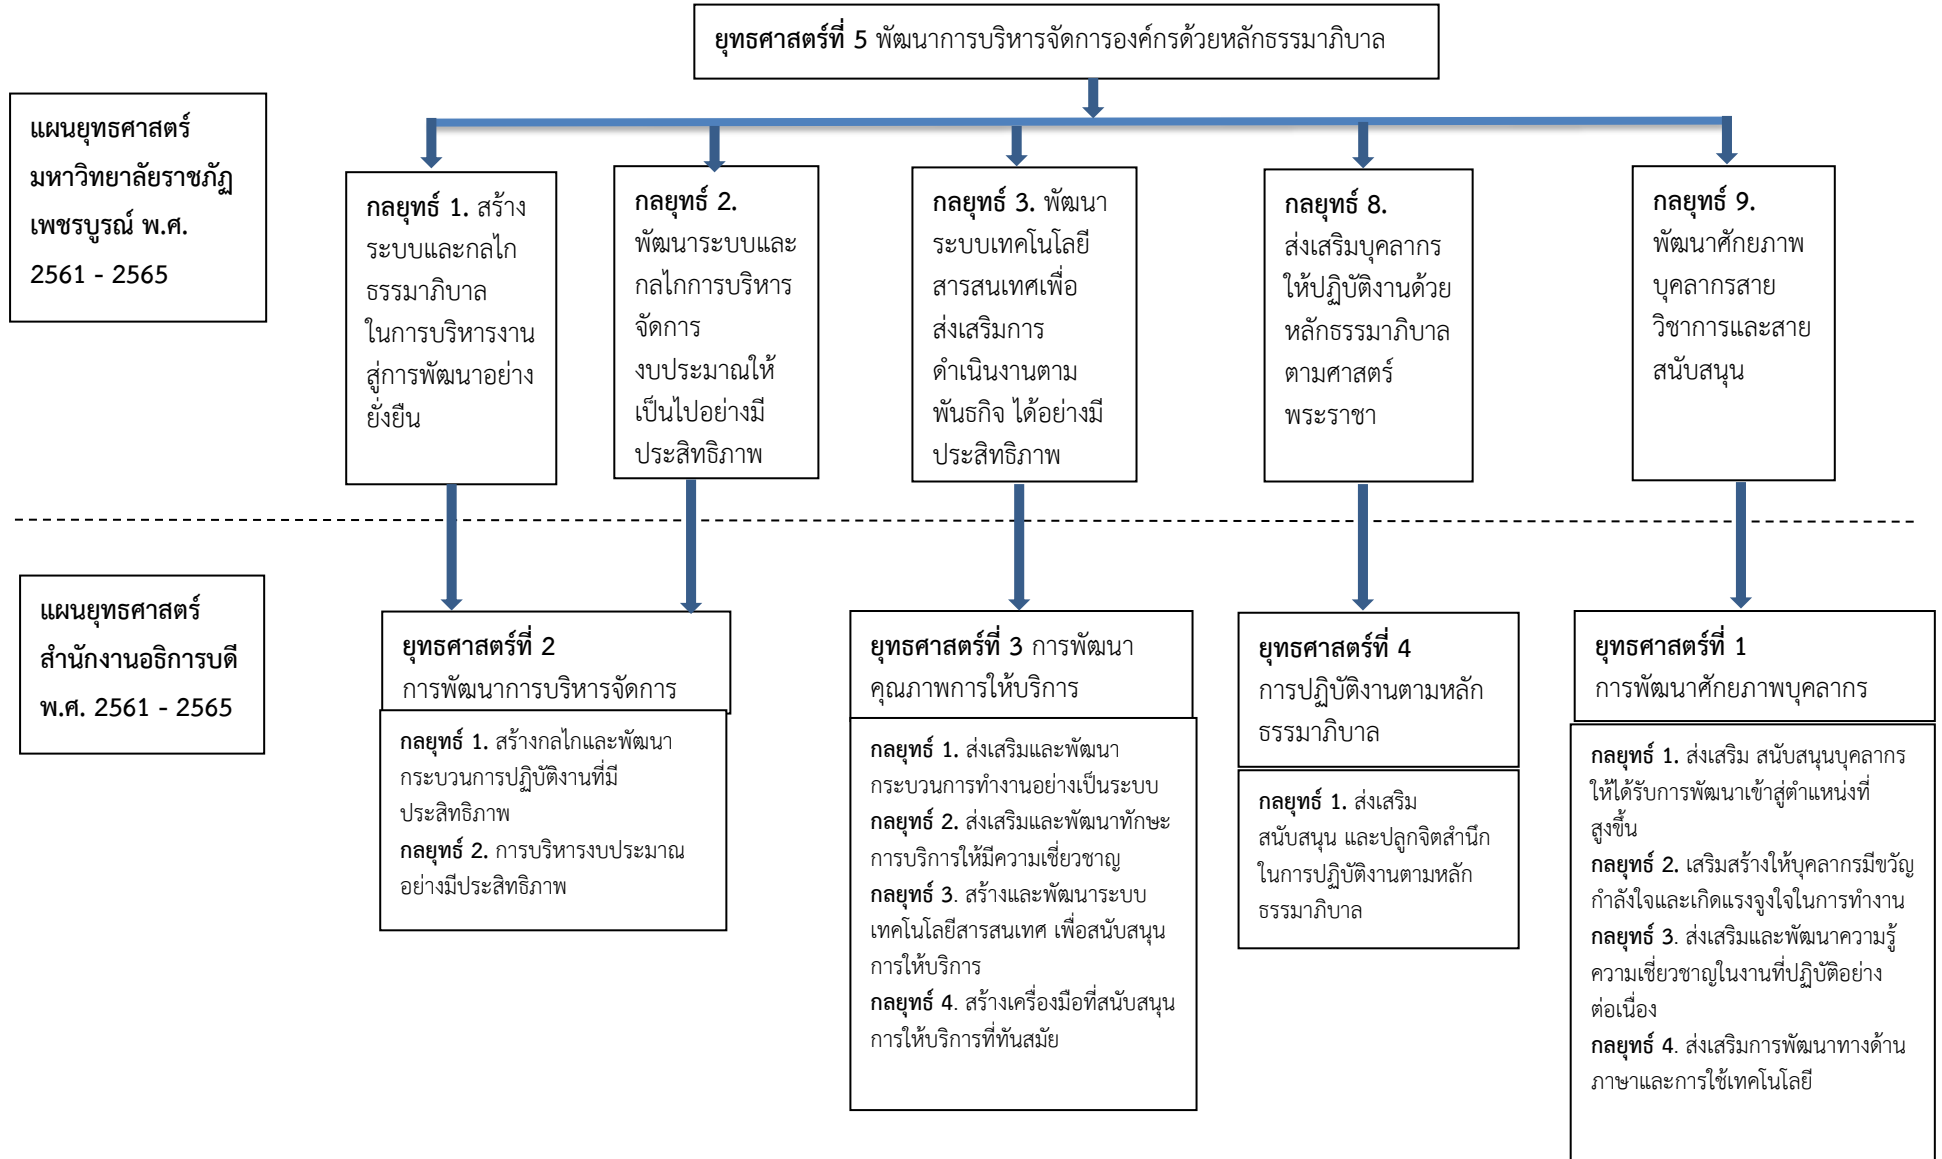 ยุทธศาสตร์ที่ 5 พัฒนาการบริหารจัดการองค์กรด้วยหลักธรรมาภิบาล
แผนยุทธศาสตร์
มหาวิทยาลัยราชภัฏ
เพชรบูรณ์ พ.ศ.
2561 - 2565
กลยุทธ์ 1. สร้าง
ระบบและกลไก
ธรรมาภิบาล
ในการบริหารงาน
สู่การพัฒนาอย่าง
ยั่งยืน
กลยุทธ์ 2.
พัฒนาระบบและ
กลไกการบริหาร
จัดการ
งบประมาณให้
เป็นไปอย่างมี
ประสิทธิภาพ
กลยุทธ์ 3. พัฒนา
ระบบเทคโนโลยี
สารสนเทศเพื่อ
ส่งเสริมการ
ดำเนินงานตาม
พันธกิจ ได้อย่างมี
ประสิทธิภาพ
กลยุทธ์ 8.
ส่งเสริมบุคลากร
ให้ปฏิบัติงานด้วย
หลักธรรมาภิบาล
ตามศาสตร์
พระราชา
กลยุทธ์ 9.
พัฒนาศักยภาพ
บุคลากรสาย
วิชาการและสาย
สนับสนุน
แผนยุทธศาสตร์
สำนักงานอธิการบดี
พ.ศ. 2561 - 2565
ยุทธศาสตร์ที่ 2
การพัฒนาการบริหารจัดการ
กลยุทธ์ 1. สร้างกลไกและพัฒนา
กระบวนการปฏิบัติงานที่มี
ประสิทธิภาพ
กลยุทธ์ 2. การบริหารงบประมาณ
อย่างมีประสิทธิภาพ
ยุทธศาสตร์ที่ 3 การพัฒนา
คุณภาพการให้บริการ
กลยุทธ์ 1. ส่งเสริมและพัฒนา
กระบวนการทำงานอย่างเป็นระบบ
กลยุทธ์ 2. ส่งเสริมและพัฒนาทักษะ
การบริการให้มีความเชี่ยวชาญ
กลยุทธ์ 3. สร้างและพัฒนาระบบ
เทคโนโลยีสารสนเทศ เพื่อสนับสนุน
การให้บริการ
กลยุทธ์ 4. สร้างเครื่องมือที่สนับสนุน
การให้บริการที่ทันสมัย
ยุทธศาสตร์ที่ 4
การปฏิบัติงานตามหลัก
ธรรมาภิบาล
กลยุทธ์ 1. ส่งเสริม
สนับสนุน และปลูกจิตสำนึก
ในการปฏิบัติงานตามหลัก
ธรรมาภิบาล
ยุทธศาสตร์ที่ 1
การพัฒนาศักยภาพบุคลากร
กลยุทธ์ 1. ส่งเสริม สนับสนุนบุคลากร
ให้ได้รับการพัฒนาเข้าสู่ตำแหน่งที่
สูงขึ้น
กลยุทธ์ 2. เสริมสร้างให้บุคลากรมีขวัญ
กำลังใจและเกิดแรงจูงใจในการทำงาน
กลยุทธ์ 3. ส่งเสริมและพัฒนาความรู้
ความเชี่ยวชาญในงานที่ปฏิบัติอย่าง
ต่อเนื่อง
กลยุทธ์ 4. ส่งเสริมการพัฒนาทางด้าน
ภาษาและการใช้เทคโนโลยี